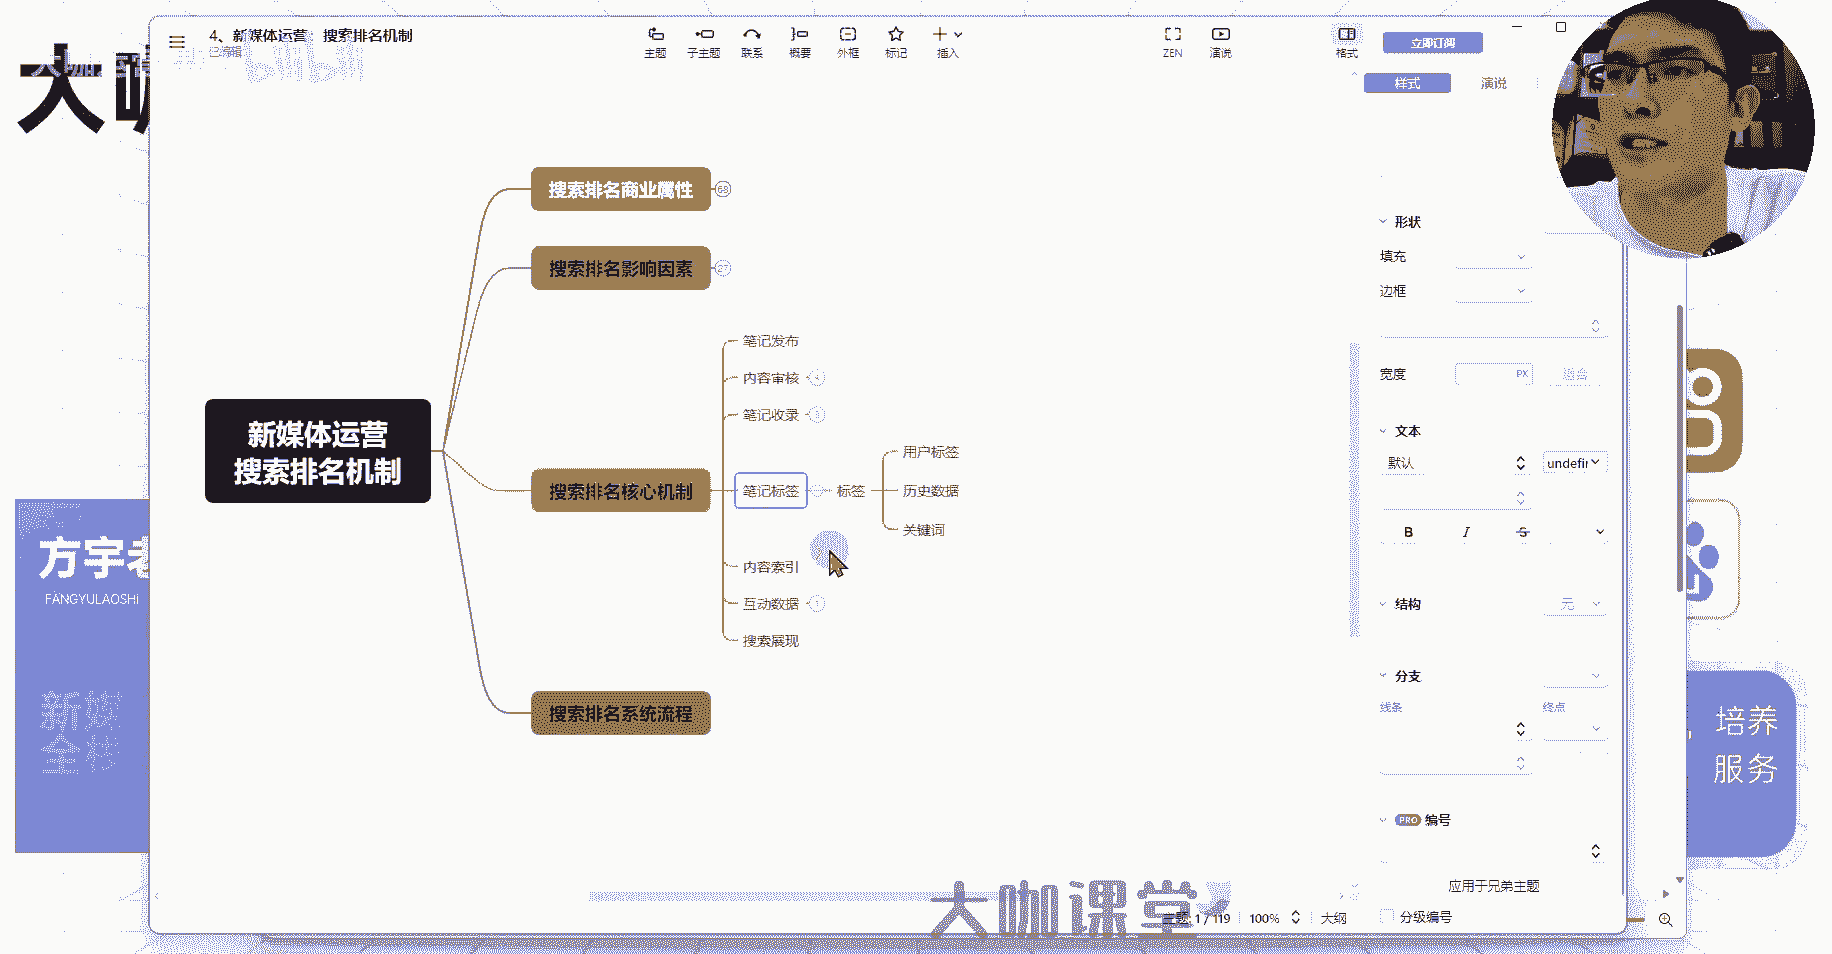 4、新媒体运营：搜索排名机制
已编辑
bilibili
主题
子主题
联系
概要
外框
标记
插入
ZEN
演说
格式
立即订阅
样式
演说
大咖
搜索排名商业属性
68
搜索排名影响因素
27
新媒体运营
搜索排名机制
搜索排名核心机制
笔记发布
内容审核
4
笔记收录
3
笔记标签
标签
用户标签
历史数据
关键词
内容索引
互动数据
1
搜索展现
搜索排名系统流程
形状
填充
边框
宽度
PX
适合
文本
默认
undefin
B
I
S
结构
无
分支
线条
终点
PRO 编号
应用于兄弟主题
分级编号
主题: 1 / 119
100%
大纲
大咖课堂
方宇老
FANGYULAOSHI
新媒
全栈
，培养
服务